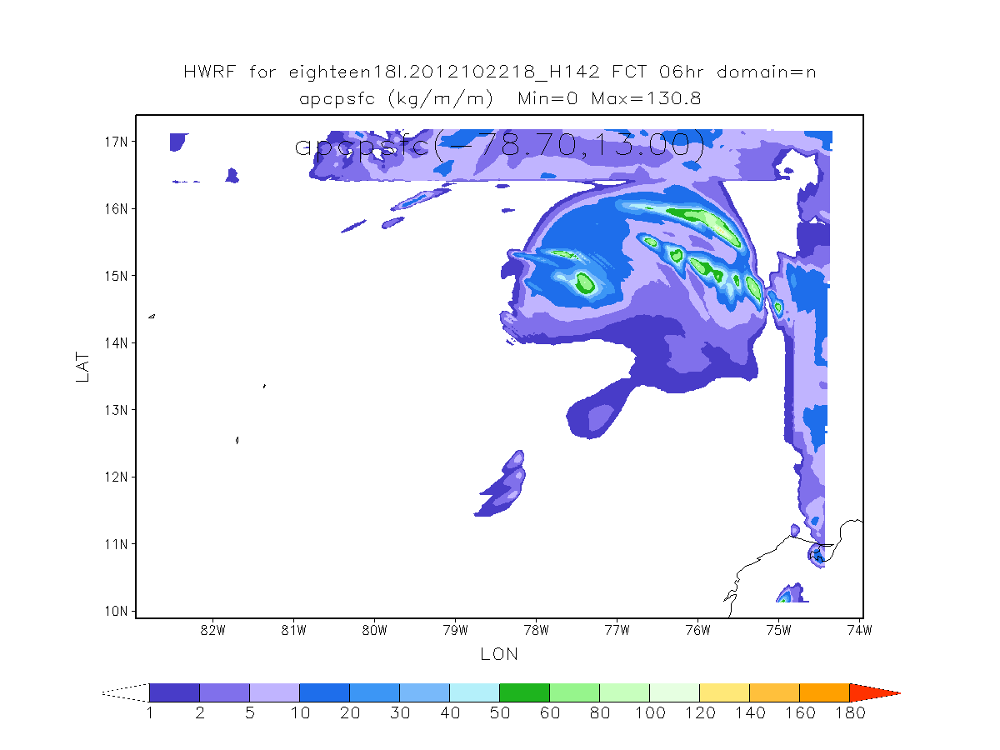 HWRF for eighteen18l.2012102218_H142 FCT 06hr domain=n
apcpsfc (kg/m/m)  Min=0 Max=130.8
apcpsfc(-78.70,13.00)
17N
16N
15N
14N
13N
12N
11N
10N
LAT
82W 81W 80W 79W 78W 77W 76W 75W 74W
LON
1 2 5 10 20 30 40 50 60 80 100 120 140 160 180